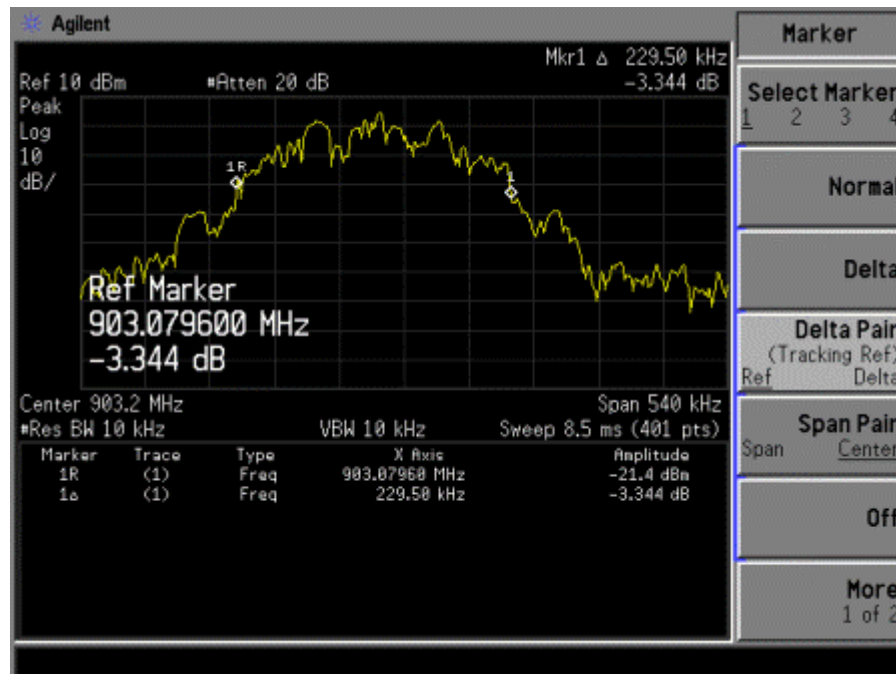 Agilent
Marker
Mkr1 Δ 229.50 kHz
Ref 10 dBm #Atten 20 dB -3.344 dB
Peak
Log
10
dB/
1R
1
Ref Marker
903.079600 MHz
-3.344 dB
Center 903.2 MHz Span 540 kHz
#Res BW 10 kHz VBW 10 kHz Sweep 8.5 ms (401 pts)
Marker Trace Type X Axis Amplitude
1R (1) Freq 903.07960 MHz -21.4 dBm
1Δ (1) Freq 229.50 kHz -3.344 dB
Select Marker
1 2 3 4
Normal
Delta
Delta Pair
(Tracking Ref)
Ref Delta
Span Pair
Span Center
Off
More
1 of 2